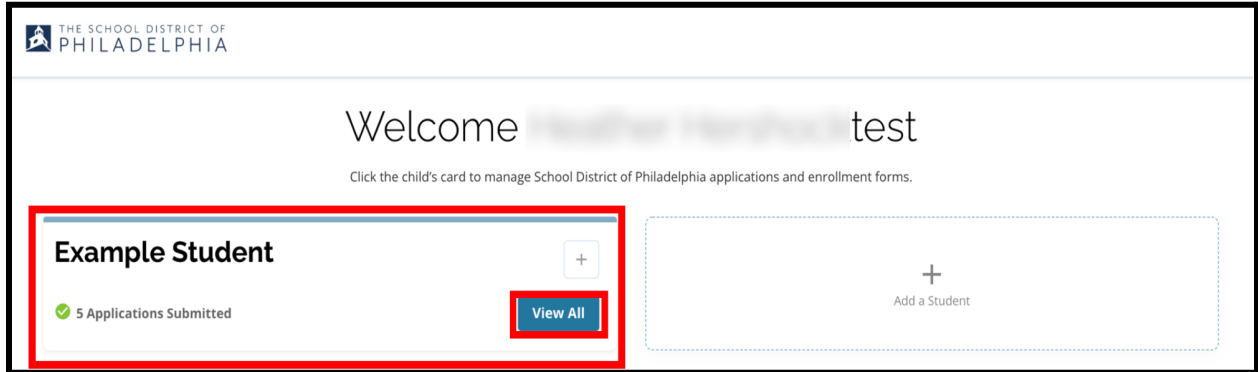 THE SCHOOL DISTRICT OF
PHILADELPHIA
Welcome test
Click the child's card to manage School District of Philadelphia applications and enrollment forms.
Example Student
+
5 Applications Submitted
View All
+
Add a Student